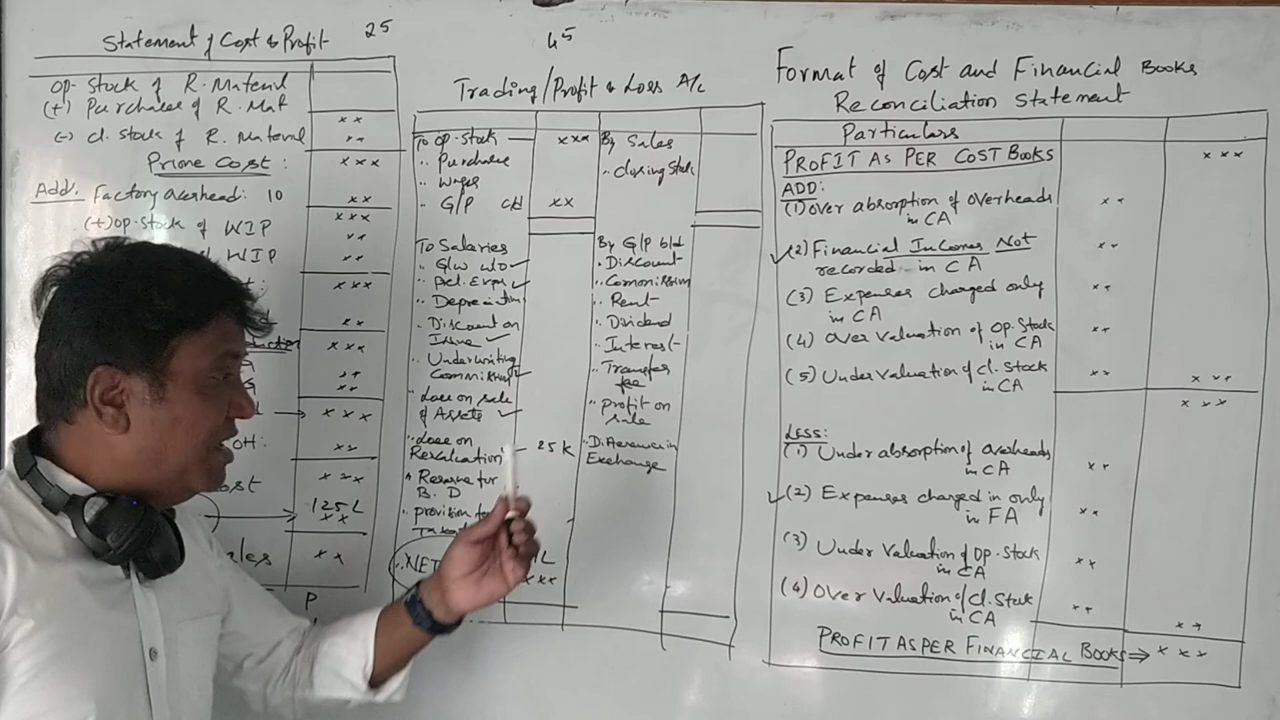 Statement of Cost & Profit 25
Op. Stock of R. Material
(+) Purchases of R. Mat
x x
(-) Cl. Stock of R. Material x x
Prime Cost: x x x
Add. Factory overhead: 10 x x
x x x
(+) Op. Stock of WIP x x
WIP x x
x x x
x x
x x x
x x
x x
x x x
OH: x x
x x x
125L
x x
x x
P
45
Trading/Profit & Loss A/c
To Op. Stock x x x By Sales
" Purchase " closing Stock
" Wages
" G/P c/d x x
To Salaries By G/P b/d
" G/w w/o ✓ " Discount
" Prel. Exps ✓ " Commission
" Depreciation " Rent
" Discount on " Dividend
Issue ✓ " Interest
" Underwriting " Transfer
Commission ✓ fee
" Loss on sale " Profit on
of Assets ✓ Sale
" Loss on 25K " Difference in
Revaluation Exchange
" Reserve for
B. D
" provision for
" NET L
x x x
Format of Cost and Financial Books
Reconciliation Statement
Particulars
PROFIT AS PER COST BOOKS x x x
ADD:
(1) Over absorption of overheads x x
in CA
✓ (2) Financial Incomes Not x x
recorded in CA
(3) Expenses charged only x x
in CA
(4) Over Valuation of Op. Stock x x
in CA
(5) Under Valuation of Cl. Stock x x x x x
in CA
x x x
LESS:
(1) Under absorption of overheads
in CA x x
✓ (2) Expenses charged in only
in FA x x
(3) Under Valuation of Op. Stock
in CA x x
(4) Over Valuation of Cl. Stock
in CA x x
x x
PROFIT AS PER FINANCIAL BOOKS ⇒ x x x